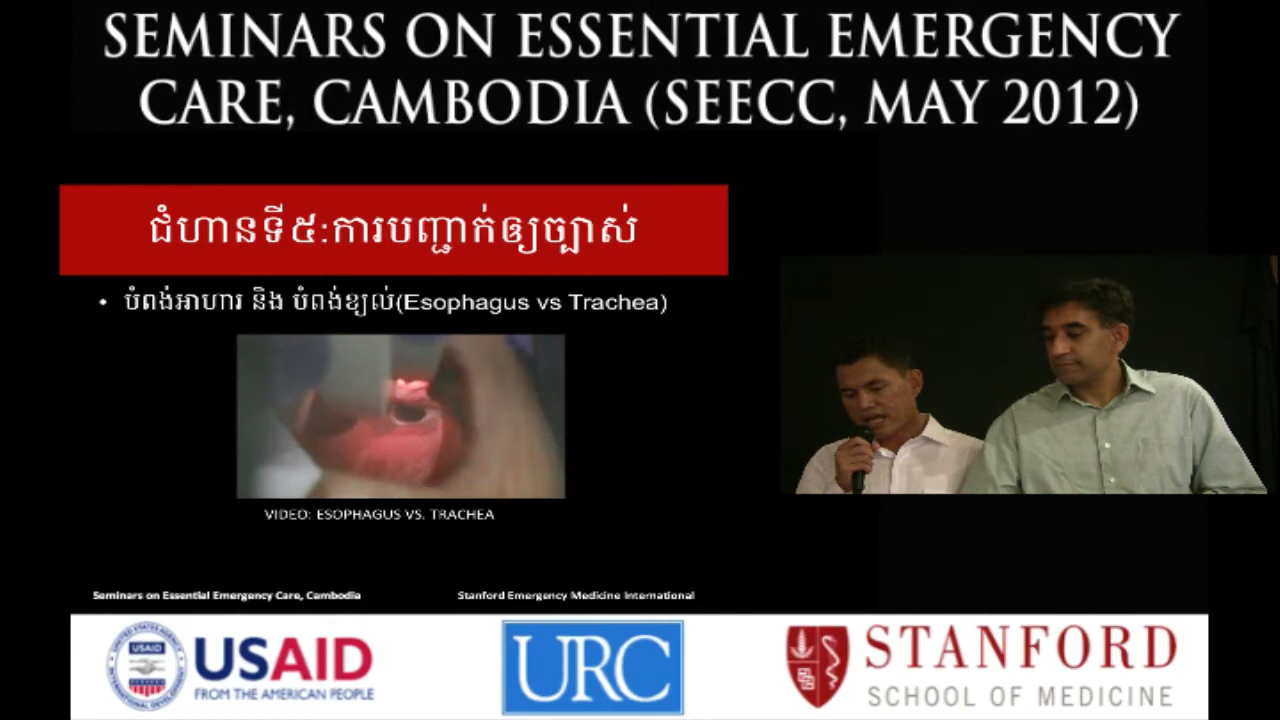 SEMINARS ON ESSENTIAL EMERGENCY
CARE, CAMBODIA (SEECC, MAY 2012)
ជំហានទី៥:ការបញ្ជាក់ឲ្យច្បាស់
• បំពង់អាហារ និង បំពង់ខ្យល់(Esophagus vs Trachea)
VIDEO: ESOPHAGUS VS. TRACHEA
Seminars on Essential Emergency Care, Cambodia
Stanford Emergency Medicine International
USAID
USAID
FROM THE AMERICAN PEOPLE
URC
STANFORD
SCHOOL OF MEDICINE